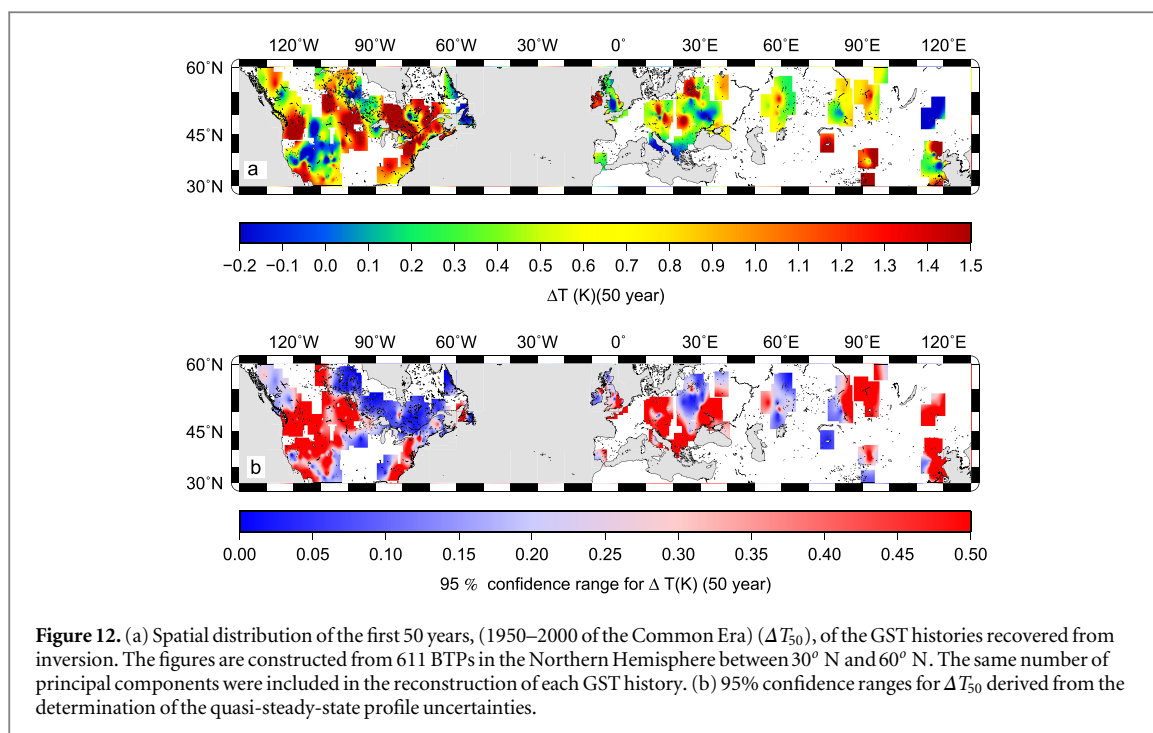 120°W 90°W 60°W 30°W 0° 30°E 60°E 90°E 120°E
60°N
45°N
30°N
a
−0.2 −0.1 0.0 0.1 0.2 0.3 0.4 0.5 0.6 0.7 0.8 0.9 1.0 1.1 1.2 1.3 1.4 1.5
ΔT (K)(50 year)
120°W 90°W 60°W 30°W 0° 30°E 60°E 90°E 120°E
60°N
45°N
30°N
b
0.00 0.05 0.10 0.15 0.20 0.25 0.30 0.35 0.40 0.45 0.50
95 % confidence range for Δ T(K) (50 year)
Figure 12. (a) Spatial distribution of the first 50 years, (1950–2000 of the Common Era) (ΔT50), of the GST histories recovered from
inversion. The figures are constructed from 611 BTPs in the Northern Hemisphere between 30° N and 60° N. The same number of
principal components were included in the reconstruction of each GST history. (b) 95% confidence ranges for ΔT50 derived from the
determination of the quasi-steady-state profile uncertainties.